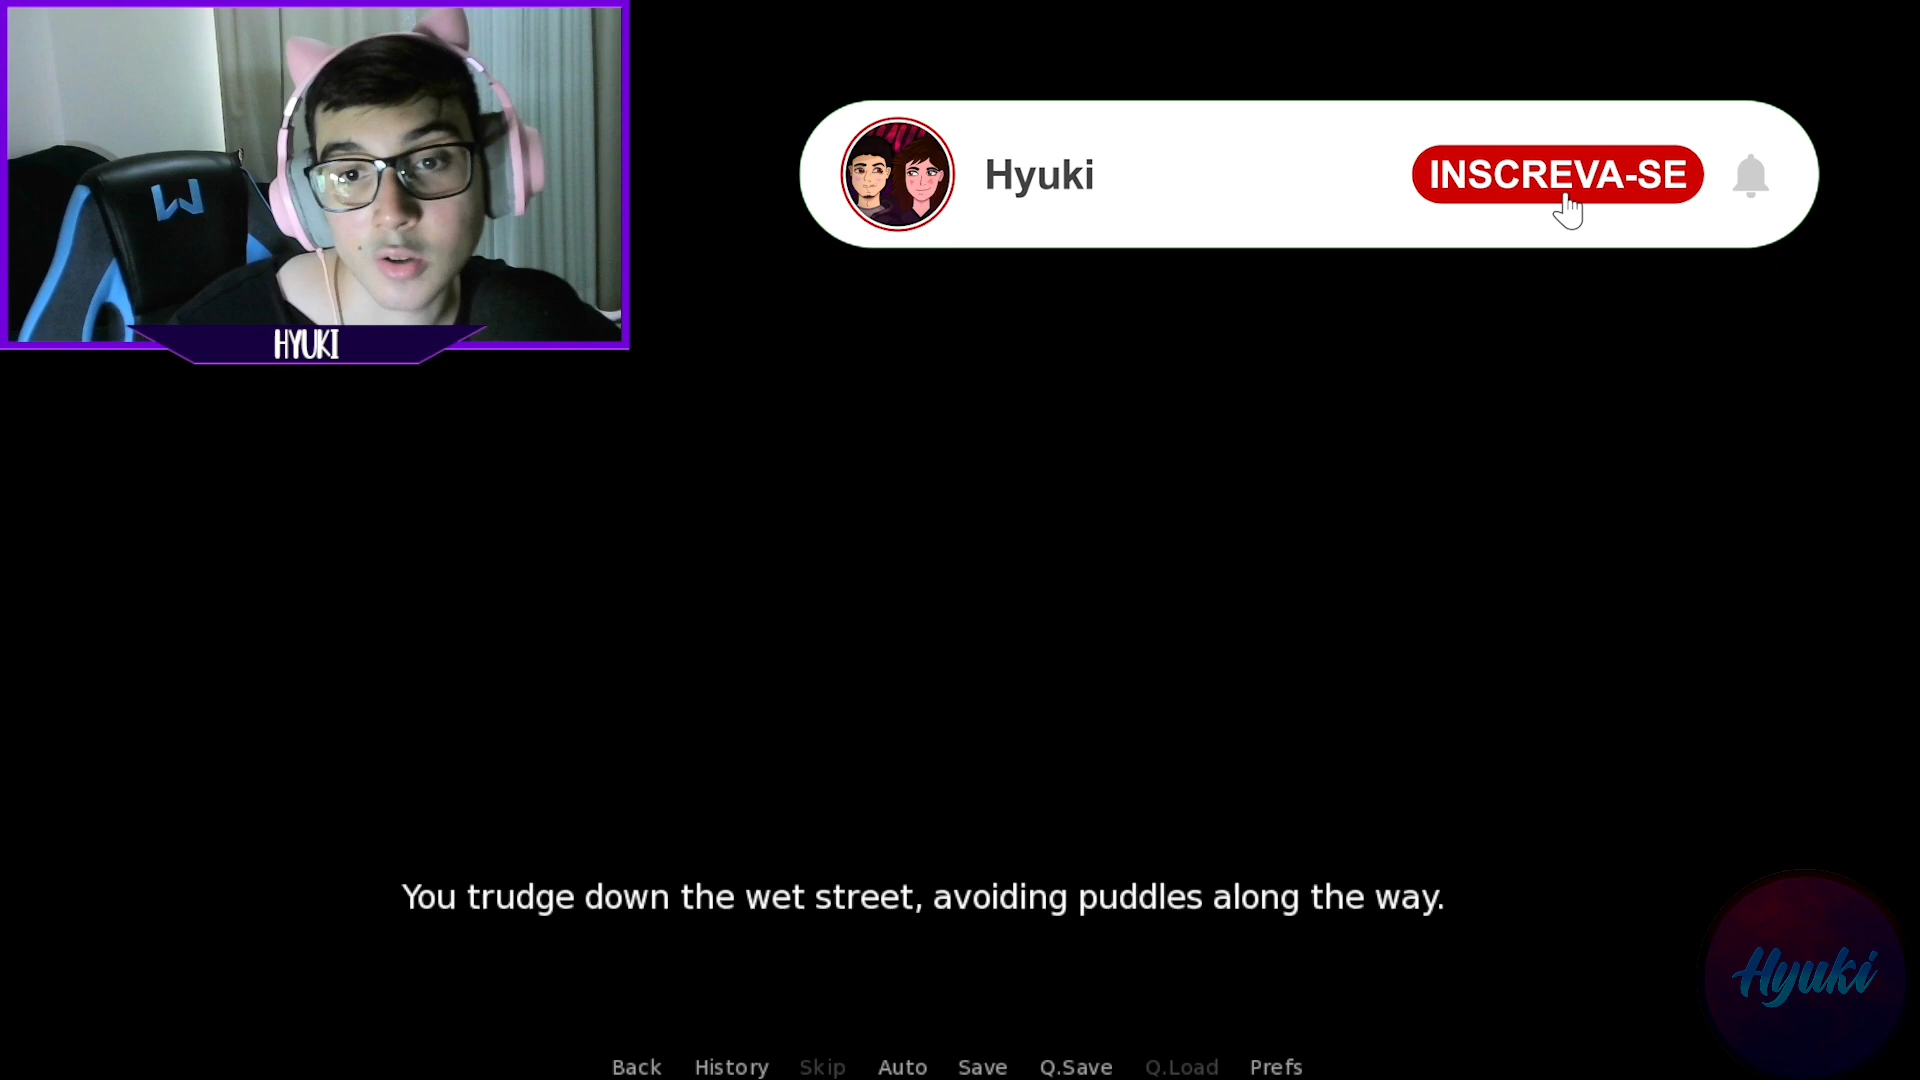 Hyuki
INSCREVA-SE
HYUKI
You trudge down the wet street, avoiding puddles along the way.
Hyuki
Back History Skip Auto Save Q.Save Q.Load Prefs